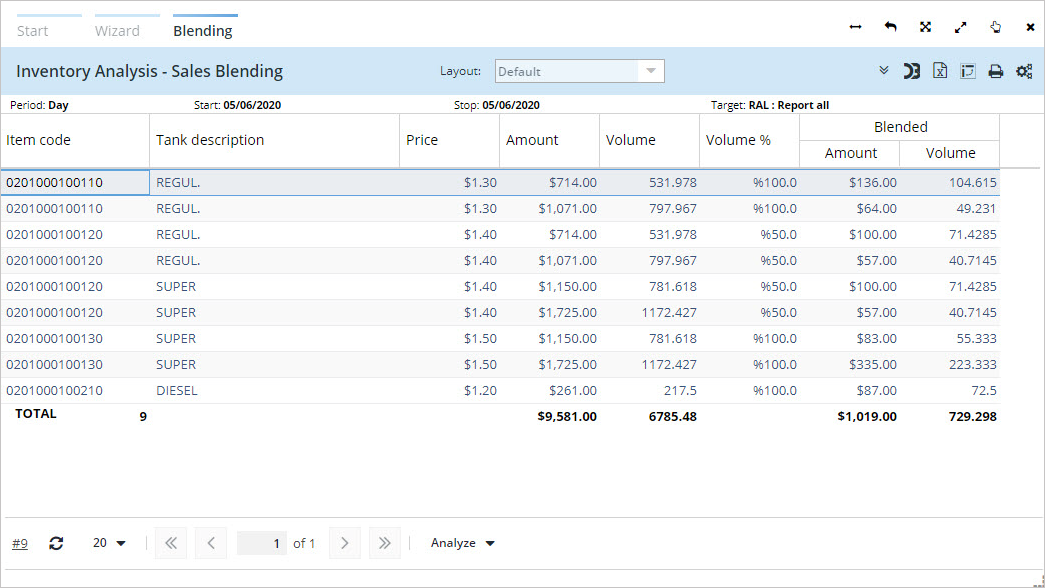 Start Wizard Blending
Inventory Analysis - Sales Blending Layout: Default
Period: Day Start: 05/06/2020 Stop: 05/06/2020 Target: RAL : Report all
Item code Tank description Price Amount Volume Volume % Blended
Amount Volume
0201000100110 REGUL. $1.30 $714.00 531.978 %100.0 $136.00 104.615
0201000100110 REGUL. $1.30 $1,071.00 797.967 %100.0 $64.00 49.231
0201000100120 REGUL. $1.40 $714.00 531.978 %50.0 $100.00 71.4285
0201000100120 REGUL. $1.40 $1,071.00 797.967 %50.0 $57.00 40.7145
0201000100120 SUPER $1.40 $1,150.00 781.618 %50.0 $100.00 71.4285
0201000100120 SUPER $1.40 $1,725.00 1172.427 %50.0 $57.00 40.7145
0201000100130 SUPER $1.50 $1,150.00 781.618 %100.0 $83.00 55.333
0201000100130 SUPER $1.50 $1,725.00 1172.427 %100.0 $335.00 223.333
0201000100210 DIESEL $1.20 $261.00 217.5 %100.0 $87.00 72.5
TOTAL 9 $9,581.00 6785.48 $1,019.00 729.298
#9 20 1 of 1 Analyze